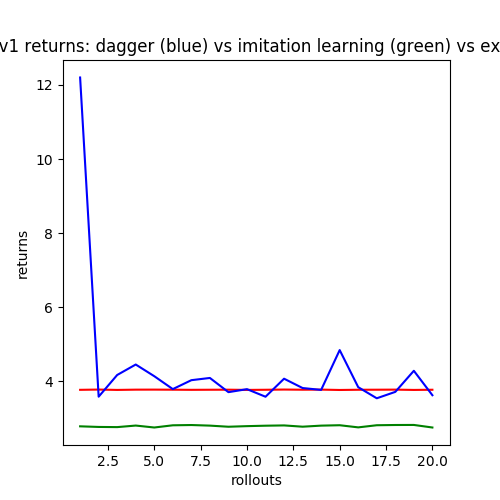 v1 returns: dagger (blue) vs imitation learning (green) vs ex
12
10
8
6
4
returns
2.5 5.0 7.5 10.0 12.5 15.0 17.5 20.0
rollouts